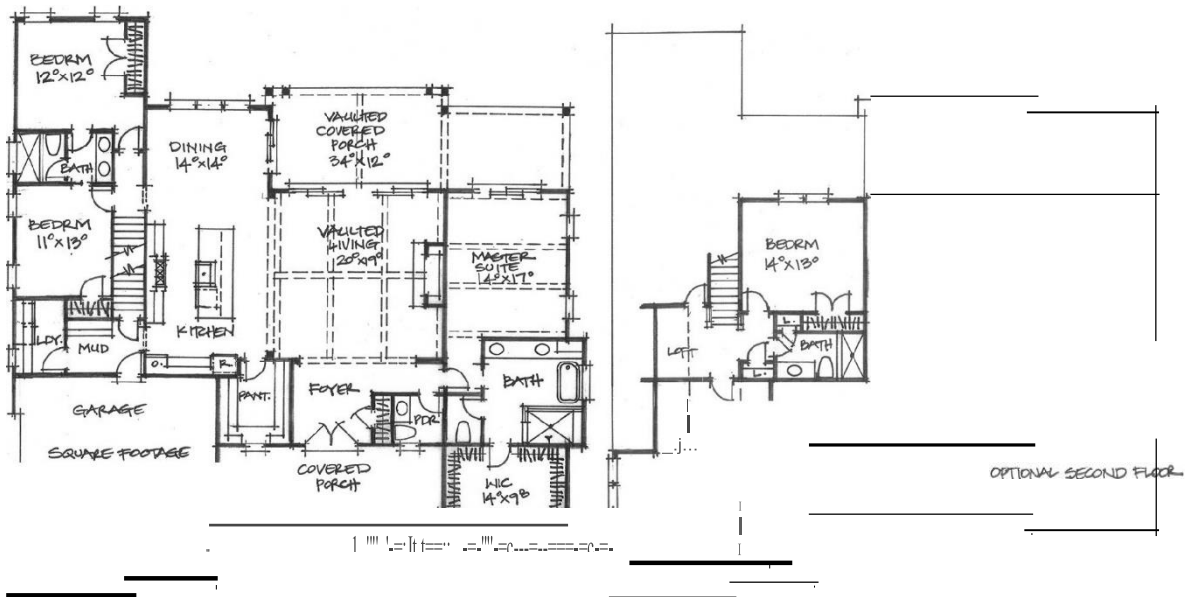 BEDRM
12⁰x12⁰
BATH
BEDRM
11⁰x13⁰
LDY.
MUD
GARAGE
SQUARE FOOTAGE
DINING
14⁰x14⁰
KITCHEN
O.
R.
PANT.
VAULTED
COVERED
PORCH
34⁰x12⁰
VAULTED
LIVING
20⁰x19⁰
FOYER
PDR
COVERED
PORCH
MASTER
SUITE
14⁰x17⁰
BATH
WIC
14⁰x9⁸
BEDRM
14⁰x13⁰
LOFT
L.
BATH
L.
OPTIONAL SECOND FLOOR